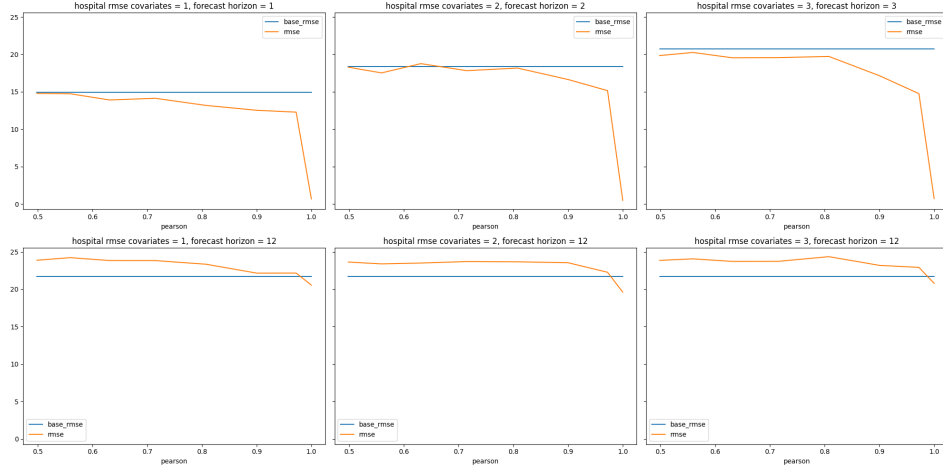 hospital rmse covariates = 1, forecast horizon = 1
25
20
15
10
5
0
base_rmse
rmse
0.5 0.6 0.7 0.8 0.9 1.0
pearson
hospital rmse covariates = 2, forecast horizon = 2
base_rmse
rmse
0.5 0.6 0.7 0.8 0.9 1.0
pearson
hospital rmse covariates = 3, forecast horizon = 3
base_rmse
rmse
0.5 0.6 0.7 0.8 0.9 1.0
pearson
hospital rmse covariates = 1, forecast horizon = 12
25
20
15
10
5
0
base_rmse
rmse
0.5 0.6 0.7 0.8 0.9 1.0
pearson
hospital rmse covariates = 2, forecast horizon = 12
base_rmse
rmse
0.5 0.6 0.7 0.8 0.9 1.0
pearson
hospital rmse covariates = 3, forecast horizon = 12
base_rmse
rmse
0.5 0.6 0.7 0.8 0.9 1.0
pearson